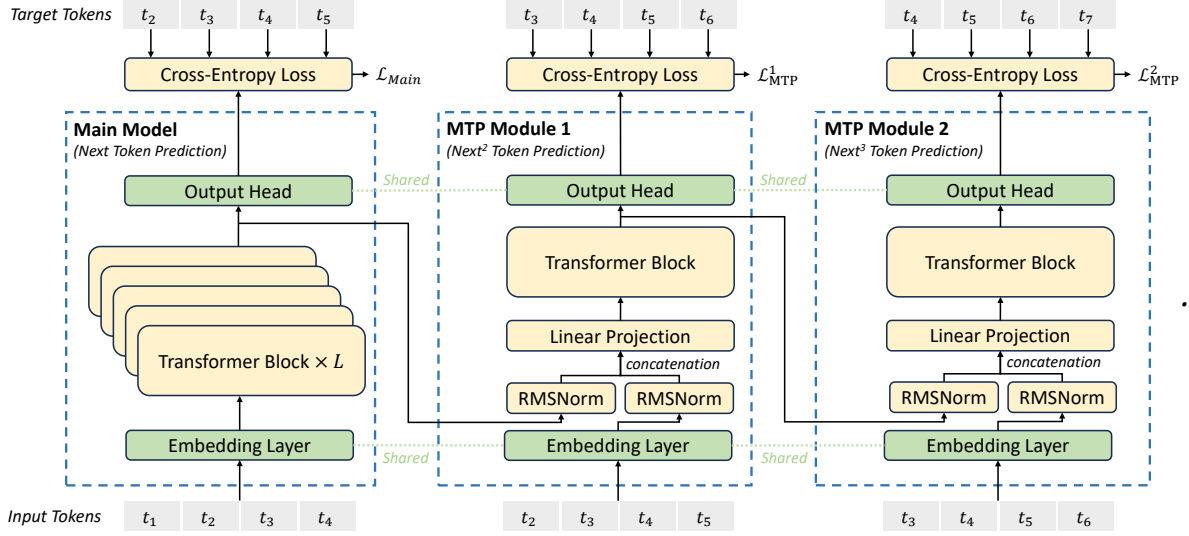 Target Tokens t₂ t₃ t₄ t₅ t₃ t₄ t₅ t₆ t₄ t₅ t₆ t₇
Cross-Entropy Loss ℒ_Main Cross-Entropy Loss ℒ¹_MTP Cross-Entropy Loss ℒ²_MTP
Main Model MTP Module 1 MTP Module 2
(Next Token Prediction) (Next² Token Prediction) (Next³ Token Prediction)
Output Head Shared Output Head Shared Output Head
Transformer Block Transformer Block
Linear Projection Linear Projection
Transformer Block × L concatenation concatenation
RMSNorm RMSNorm RMSNorm RMSNorm
Embedding Layer Shared Embedding Layer Shared Embedding Layer
Input Tokens t₁ t₂ t₃ t₄ t₂ t₃ t₄ t₅ t₃ t₄ t₅ t₆